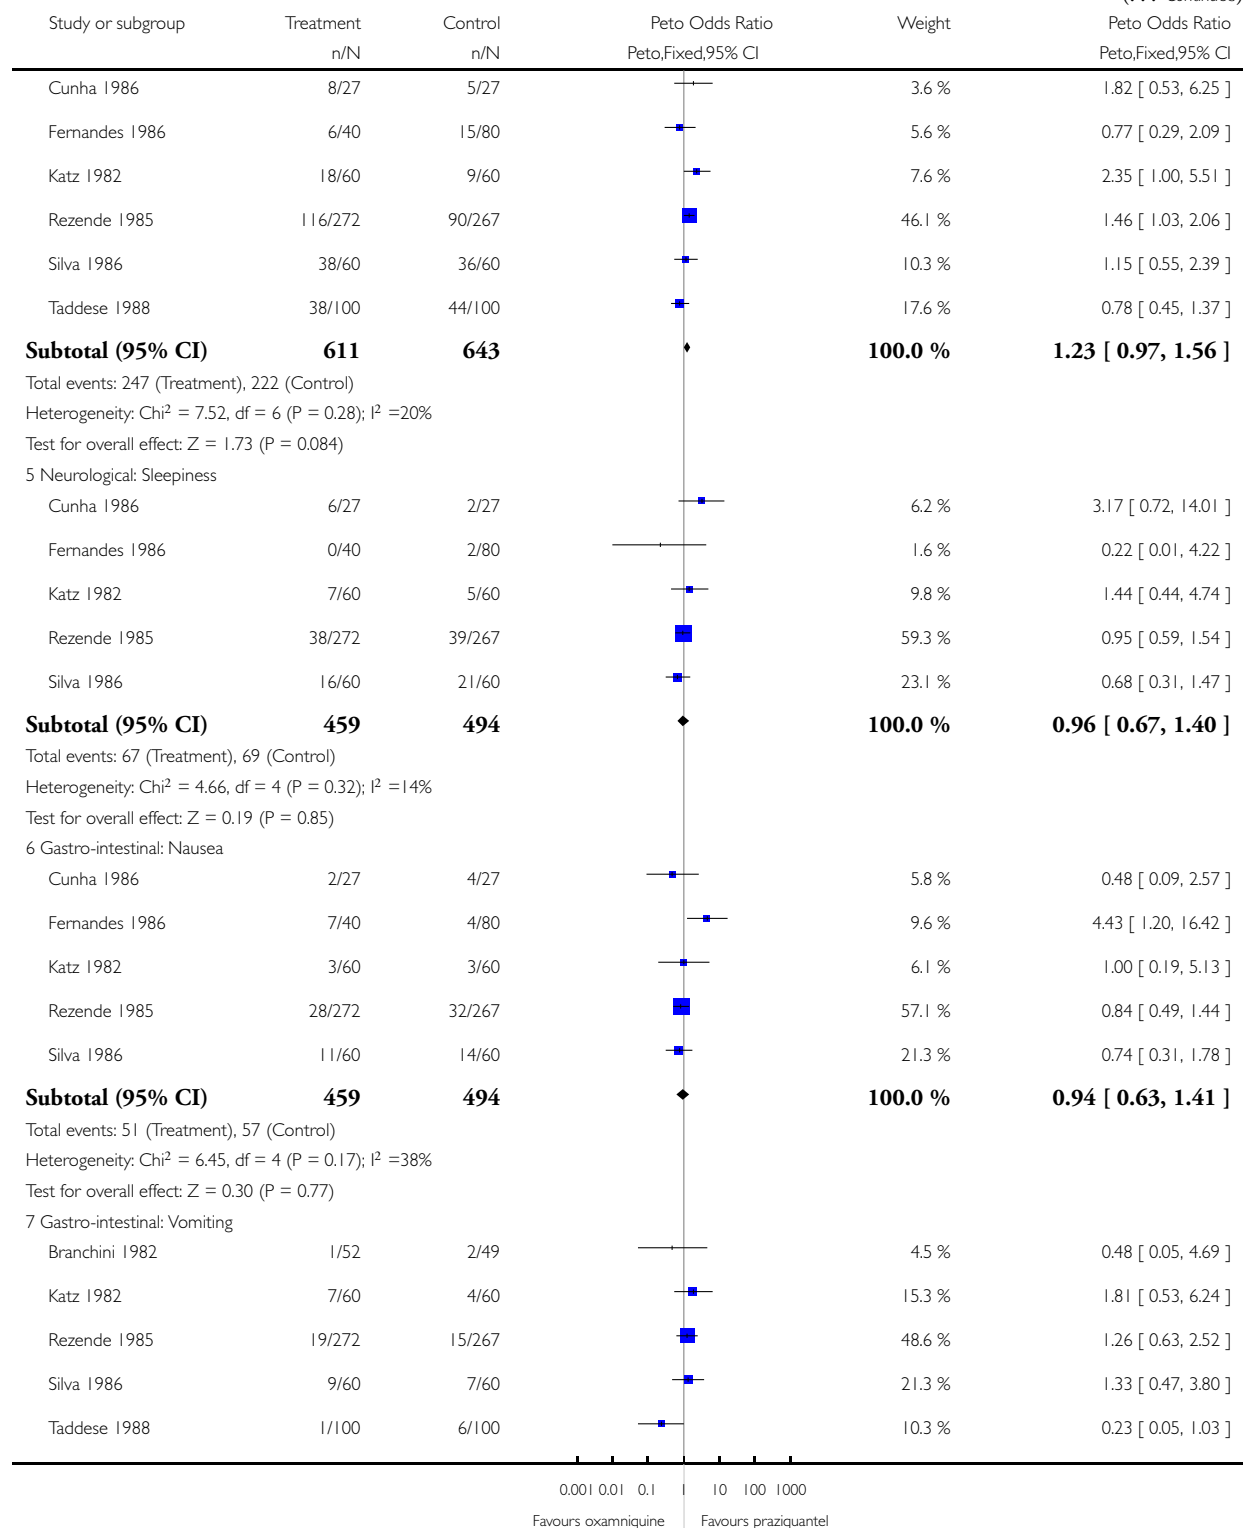 Study or subgroup Treatment Control Peto Odds Ratio Weight Peto Odds Ratio
n/N n/N Peto,Fixed,95% CI Peto,Fixed,95% CI
Cunha 1986 8/27 5/27 3.6 % 1.82 [ 0.53, 6.25 ]
Fernandes 1986 6/40 15/80 5.6 % 0.77 [ 0.29, 2.09 ]
Katz 1982 18/60 9/60 7.6 % 2.35 [ 1.00, 5.51 ]
Rezende 1985 116/272 90/267 46.1 % 1.46 [ 1.03, 2.06 ]
Silva 1986 38/60 36/60 10.3 % 1.15 [ 0.55, 2.39 ]
Taddese 1988 38/100 44/100 17.6 % 0.78 [ 0.45, 1.37 ]
Subtotal (95% CI) 611 643 100.0 % 1.23 [ 0.97, 1.56 ]
Total events: 247 (Treatment), 222 (Control)
Heterogeneity: Chi² = 7.52, df = 6 (P = 0.28); I² =20%
Test for overall effect: Z = 1.73 (P = 0.084)
5 Neurological: Sleepiness
Cunha 1986 6/27 2/27 6.2 % 3.17 [ 0.72, 14.01 ]
Fernandes 1986 0/40 2/80 1.6 % 0.22 [ 0.01, 4.22 ]
Katz 1982 7/60 5/60 9.8 % 1.44 [ 0.44, 4.74 ]
Rezende 1985 38/272 39/267 59.3 % 0.95 [ 0.59, 1.54 ]
Silva 1986 16/60 21/60 23.1 % 0.68 [ 0.31, 1.47 ]
Subtotal (95% CI) 459 494 100.0 % 0.96 [ 0.67, 1.40 ]
Total events: 67 (Treatment), 69 (Control)
Heterogeneity: Chi² = 4.66, df = 4 (P = 0.32); I² =14%
Test for overall effect: Z = 0.19 (P = 0.85)
6 Gastro-intestinal: Nausea
Cunha 1986 2/27 4/27 5.8 % 0.48 [ 0.09, 2.57 ]
Fernandes 1986 7/40 4/80 9.6 % 4.43 [ 1.20, 16.42 ]
Katz 1982 3/60 3/60 6.1 % 1.00 [ 0.19, 5.13 ]
Rezende 1985 28/272 32/267 57.1 % 0.84 [ 0.49, 1.44 ]
Silva 1986 11/60 14/60 21.3 % 0.74 [ 0.31, 1.78 ]
Subtotal (95% CI) 459 494 100.0 % 0.94 [ 0.63, 1.41 ]
Total events: 51 (Treatment), 57 (Control)
Heterogeneity: Chi² = 6.45, df = 4 (P = 0.17); I² =38%
Test for overall effect: Z = 0.30 (P = 0.77)
7 Gastro-intestinal: Vomiting
Branchini 1982 1/52 2/49 4.5 % 0.48 [ 0.05, 4.69 ]
Katz 1982 7/60 4/60 15.3 % 1.81 [ 0.53, 6.24 ]
Rezende 1985 19/272 15/267 48.6 % 1.26 [ 0.63, 2.52 ]
Silva 1986 9/60 7/60 21.3 % 1.33 [ 0.47, 3.80 ]
Taddese 1988 1/100 6/100 10.3 % 0.23 [ 0.05, 1.03 ]
0.001 0.01 0.1 1 10 100 1000
Favours oxamniquine Favours praziquantel